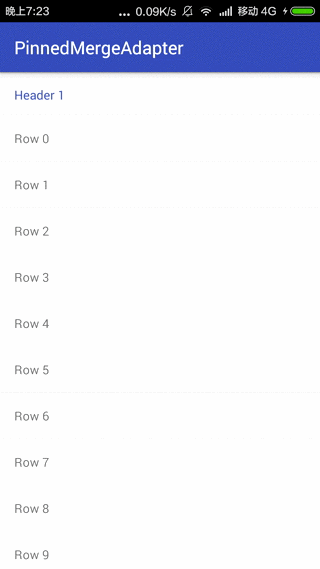 晚上7:23 ... 0.09K/s 移动 4G
PinnedMergeAdapter
Header 1
Row 0
Row 1
Row 2
Row 3
Row 4
Row 5
Row 6
Row 7
Row 8
Row 9